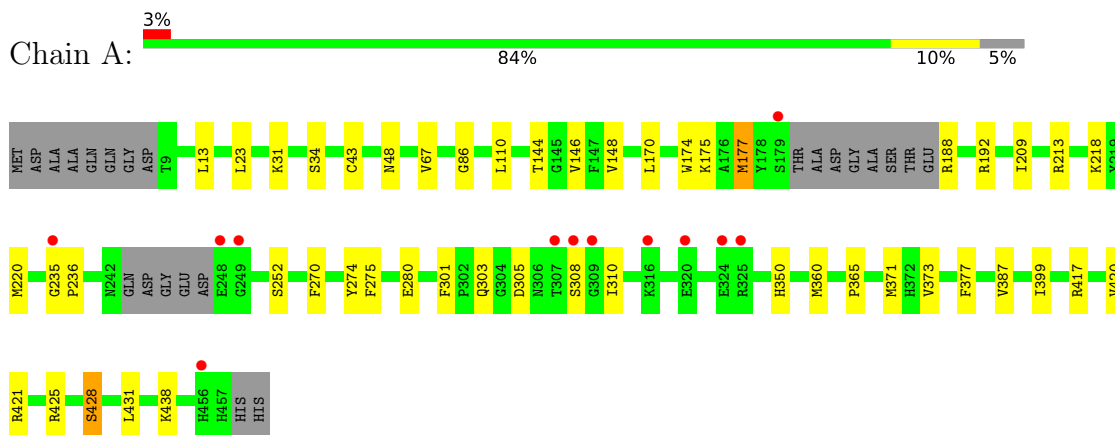 3%
Chain A:
84% 10% 5%
MET ASP ALA ALA GLN GLN GLY ASP T9 L13 L23 K31 S34 C43 N48 V67 G86 L110 T144 G145 V146 F147 V148 L170 W174 K175 A176 M177 Y178 S179 THR ALA ASP GLY ALA SER THR GLU R188 R192 I209 R213 K218 Y219
M220 G235 P236 N242 GLN ASP GLY GLU ASP E248 G249 S252 F270 Y274 F275 E280 F301 P302 Q303 G304 D305 N306 T307 S308 G309 I310 K316 E320 E324 R325 H350 M360 P365 M371 H372 V373 F377 V387 I399 R417
R421 R425 S428 L431 K438 H456 H457 HIS HIS